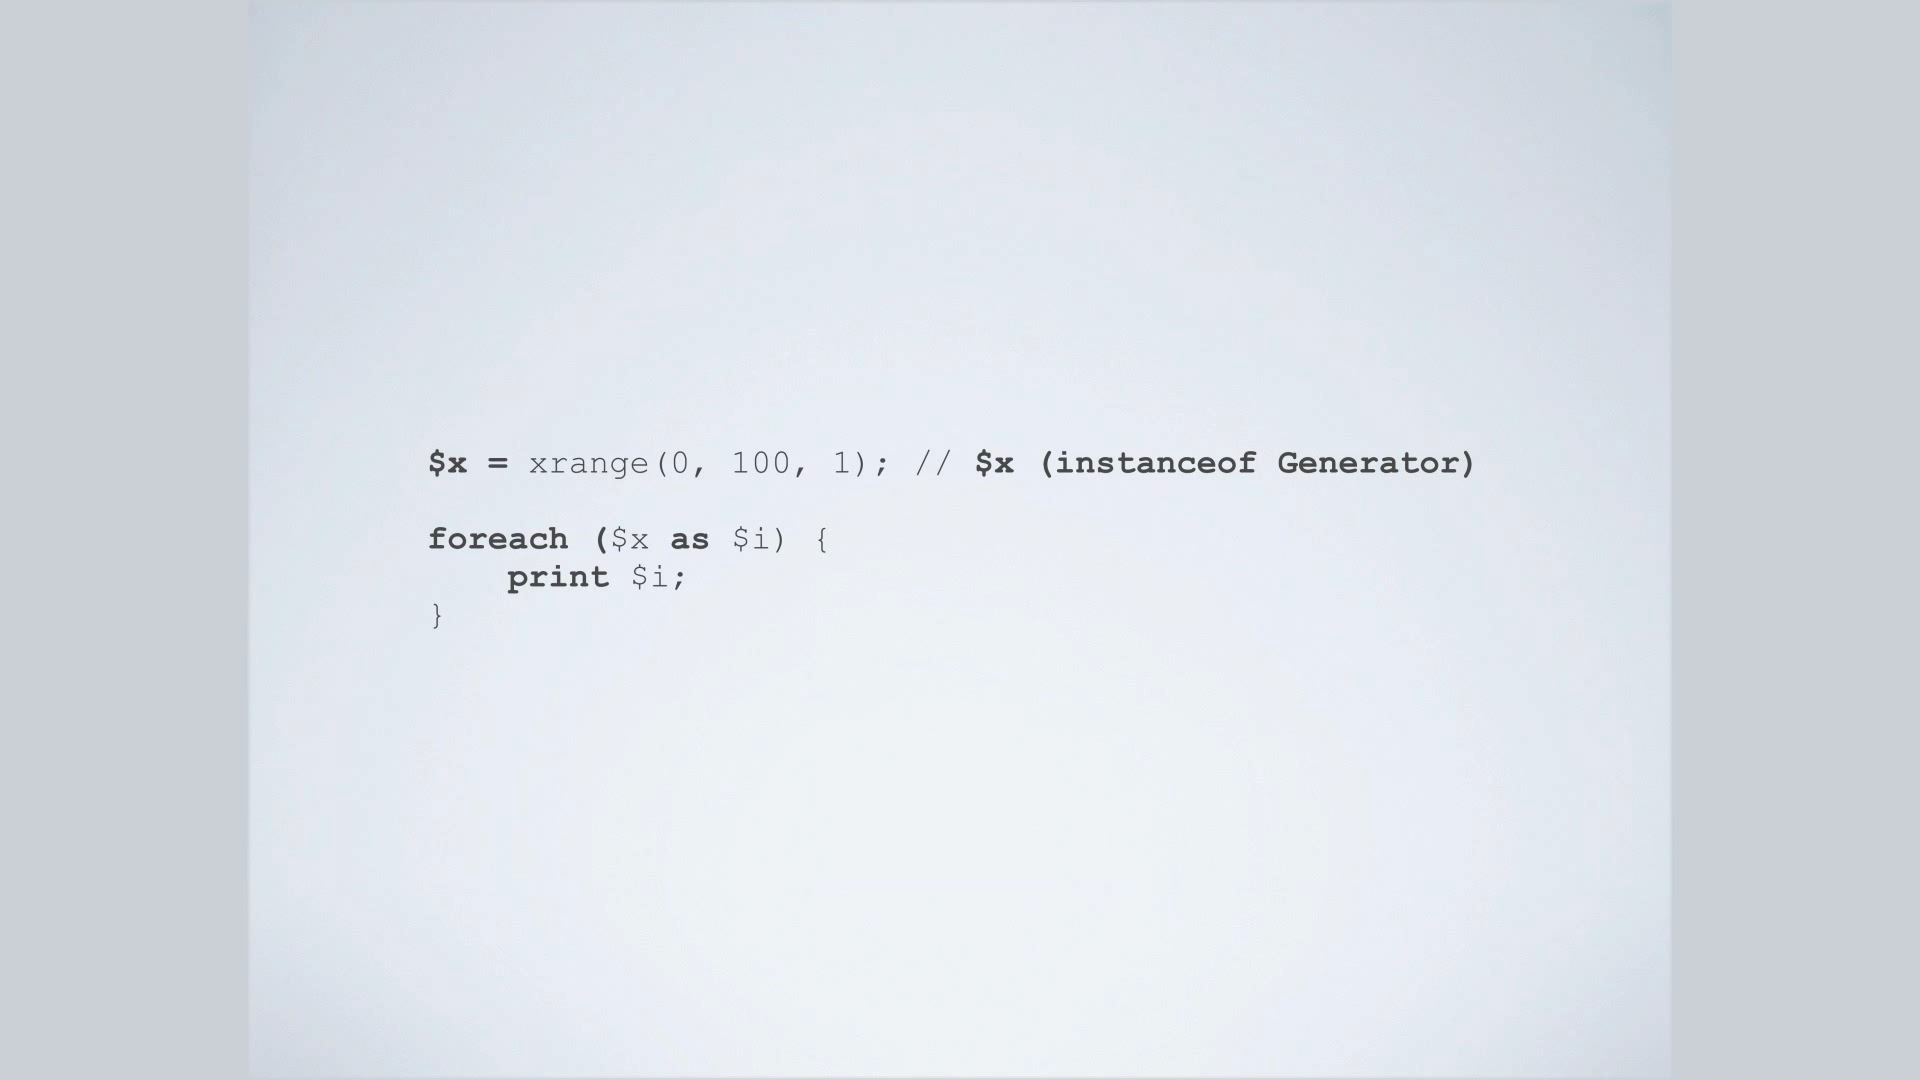 $x = xrange(0, 100, 1); // $x (instanceof Generator)
foreach ($x as $i) {
    print $i;
}